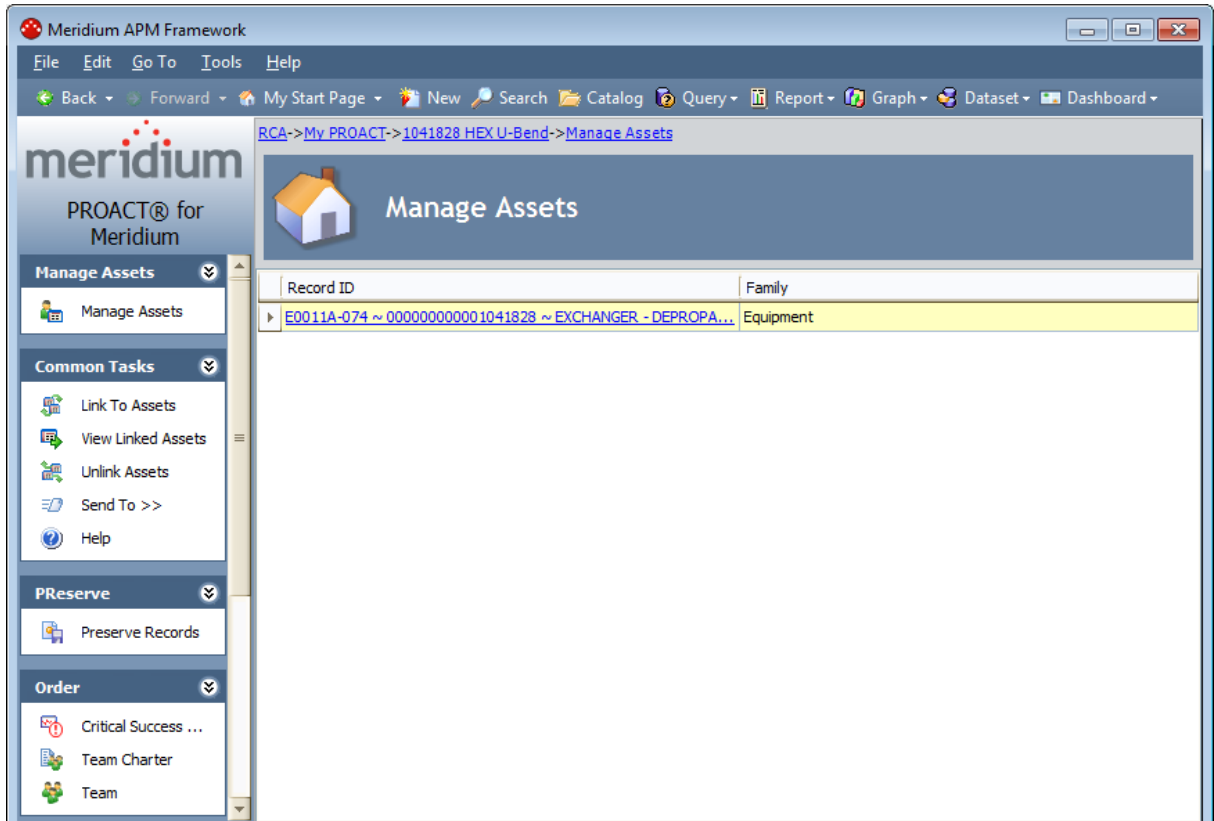 Meridium APM Framework
File Edit Go To Tools Help
Back Forward My Start Page New Search Catalog Query Report Graph Dataset Dashboard
meridium
PROACT® for
Meridium
RCA->My PROACT->1041828 HEX U-Bend->Manage Assets
Manage Assets
Manage Assets
Manage Assets
Common Tasks
Link To Assets
View Linked Assets
Unlink Assets
Send To >>
Help
PReserve
Preserve Records
Order
Critical Success ...
Team Charter
Team
Record ID Family
E0011A-074 ~ 000000000001041828 ~ EXCHANGER - DEPROPA... Equipment